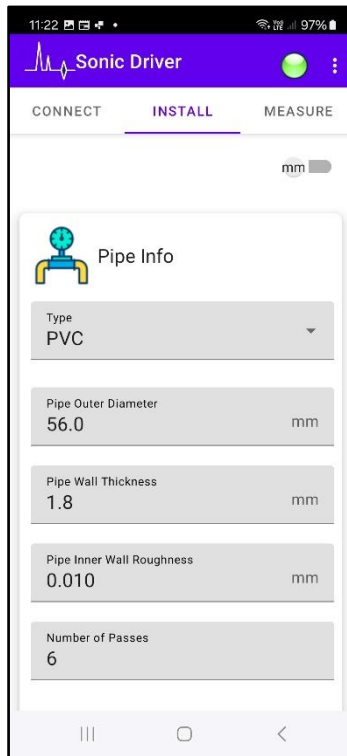 11:22 97%
Sonic Driver
CONNECT INSTALL MEASURE
mm
Pipe Info
Type
PVC
Pipe Outer Diameter
56.0 mm
Pipe Wall Thickness
1.8 mm
Pipe Inner Wall Roughness
0.010 mm
Number of Passes
6